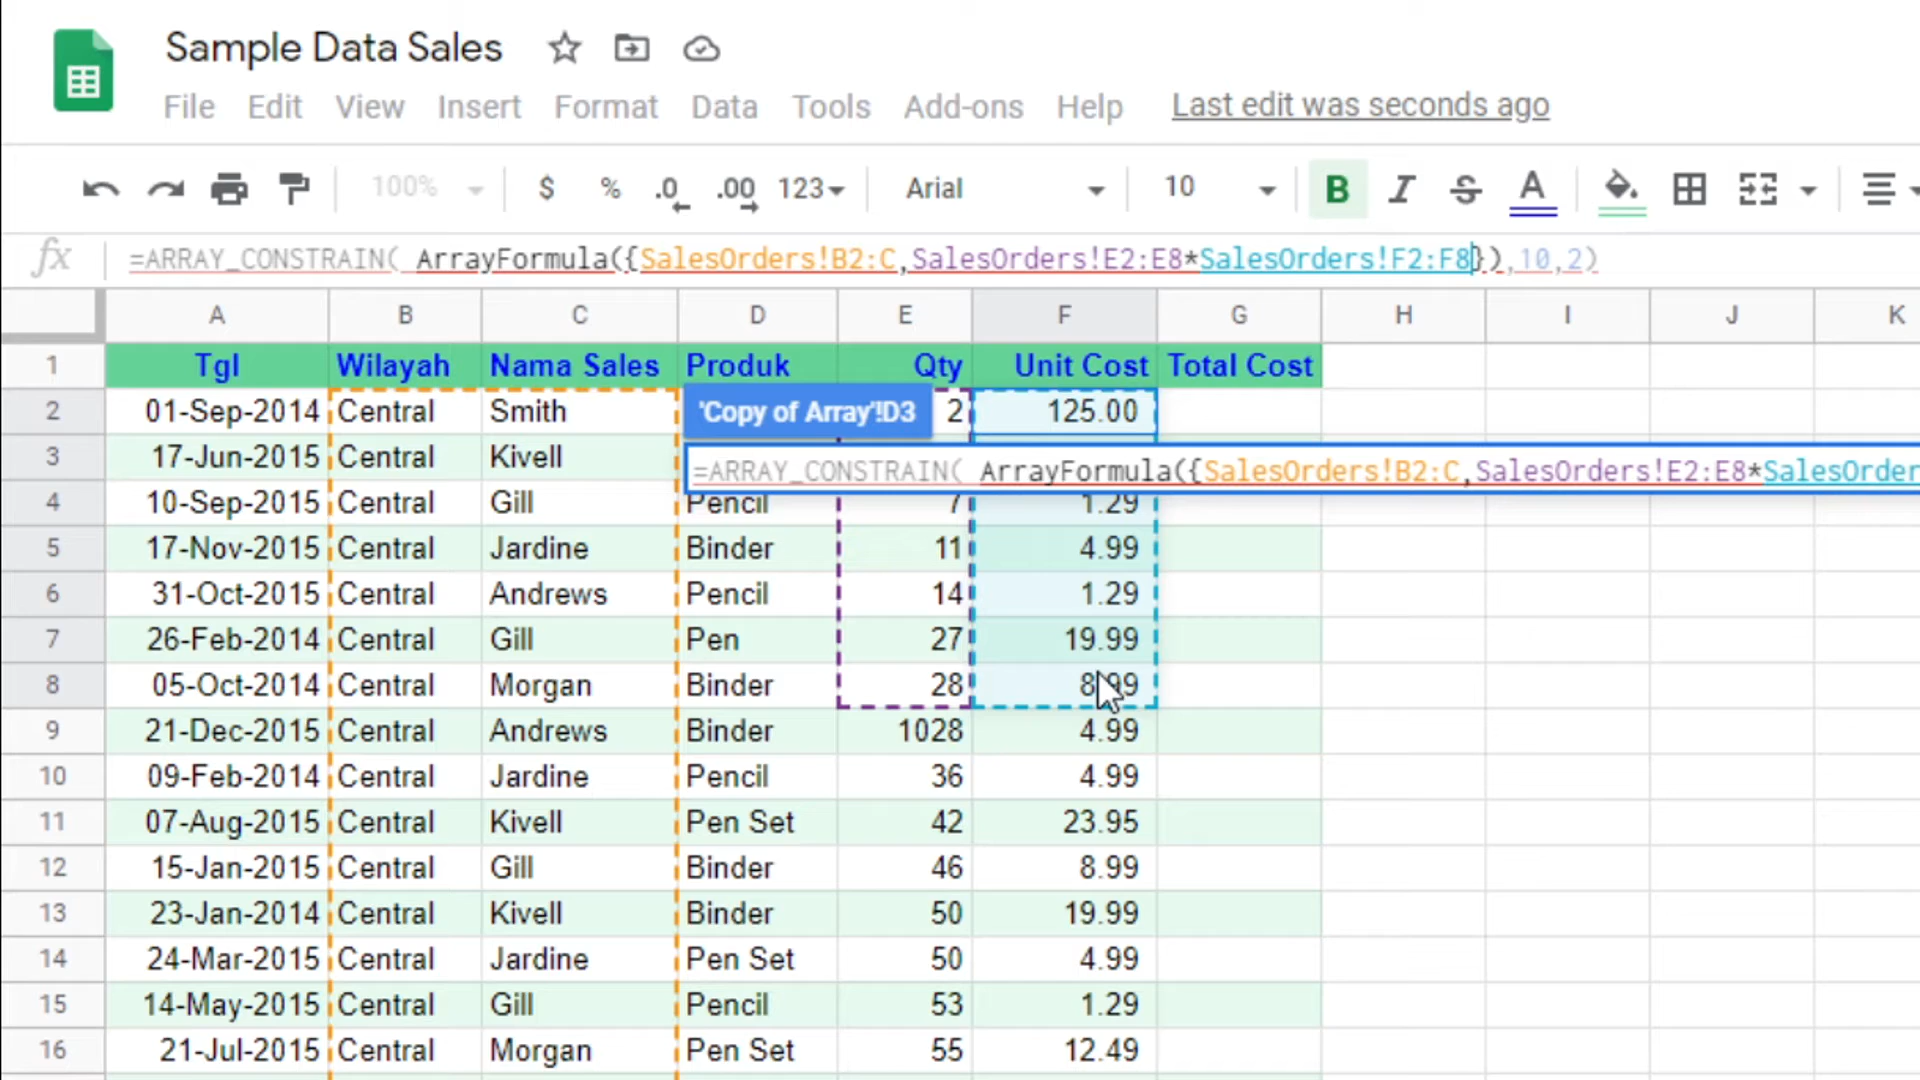 Sample Data Sales
File Edit View Insert Format Data Tools Add-ons Help Last edit was seconds ago
100% $ % .0 .00 123 Arial 10 B I S A
fx =ARRAY_CONSTRAIN( ArrayFormula({SalesOrders!B2:C,SalesOrders!E2:E8*SalesOrders!F2:F8}),10,2)
A B C D E F G H I J K
1 Tgl Wilayah Nama Sales Produk Qty Unit Cost Total Cost
2 01-Sep-2014 Central Smith 'Copy of Array'!D3 2 125.00
3 17-Jun-2015 Central Kivell =ARRAY_CONSTRAIN( ArrayFormula({SalesOrders!B2:C,SalesOrders!E2:E8*SalesOrder
4 10-Sep-2015 Central Gill Pencil 7 1.29
5 17-Nov-2015 Central Jardine Binder 11 4.99
6 31-Oct-2015 Central Andrews Pencil 14 1.29
7 26-Feb-2014 Central Gill Pen 27 19.99
8 05-Oct-2014 Central Morgan Binder 28 8.99
9 21-Dec-2015 Central Andrews Binder 1028 4.99
10 09-Feb-2014 Central Jardine Pencil 36 4.99
11 07-Aug-2015 Central Kivell Pen Set 42 23.95
12 15-Jan-2015 Central Gill Binder 46 8.99
13 23-Jan-2014 Central Kivell Binder 50 19.99
14 24-Mar-2015 Central Jardine Pen Set 50 4.99
15 14-May-2015 Central Gill Pencil 53 1.29
16 21-Jul-2015 Central Morgan Pen Set 55 12.49